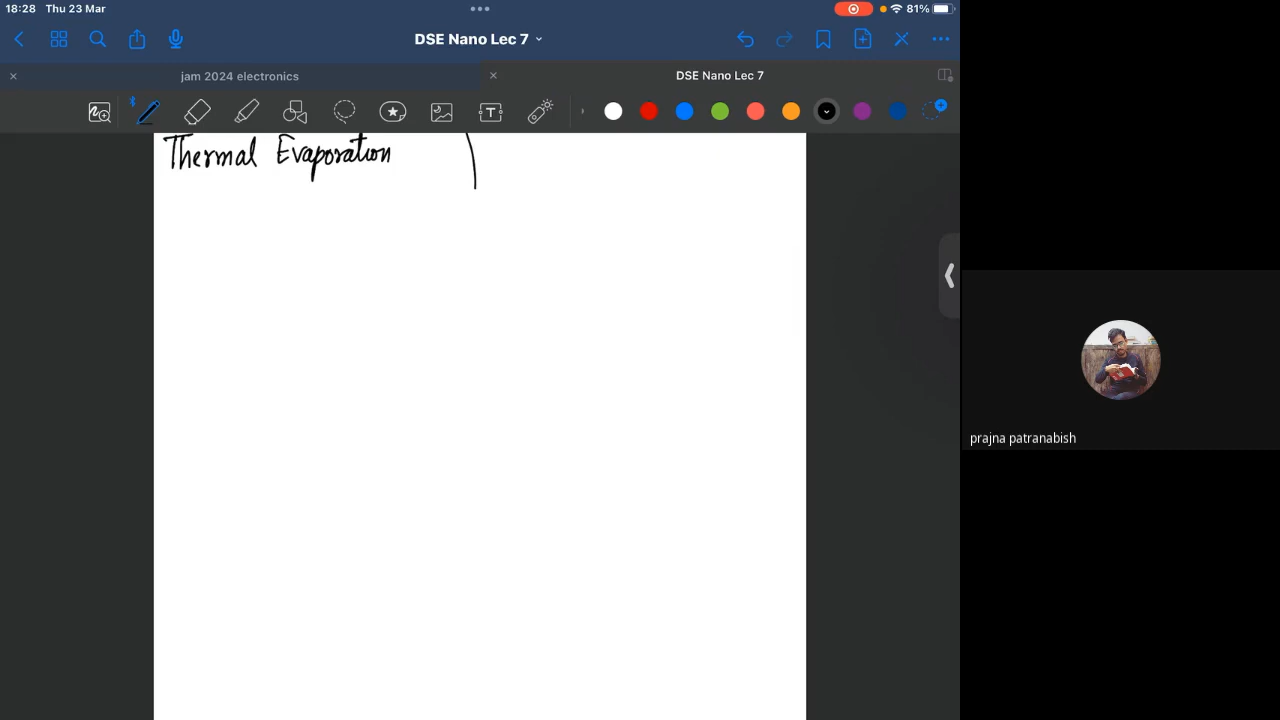 18:28 Thu 23 Mar
81%
DSE Nano Lec 7
jam 2024 electronics
DSE Nano Lec 7
T
Thermal Evaporation
prajna patranabish